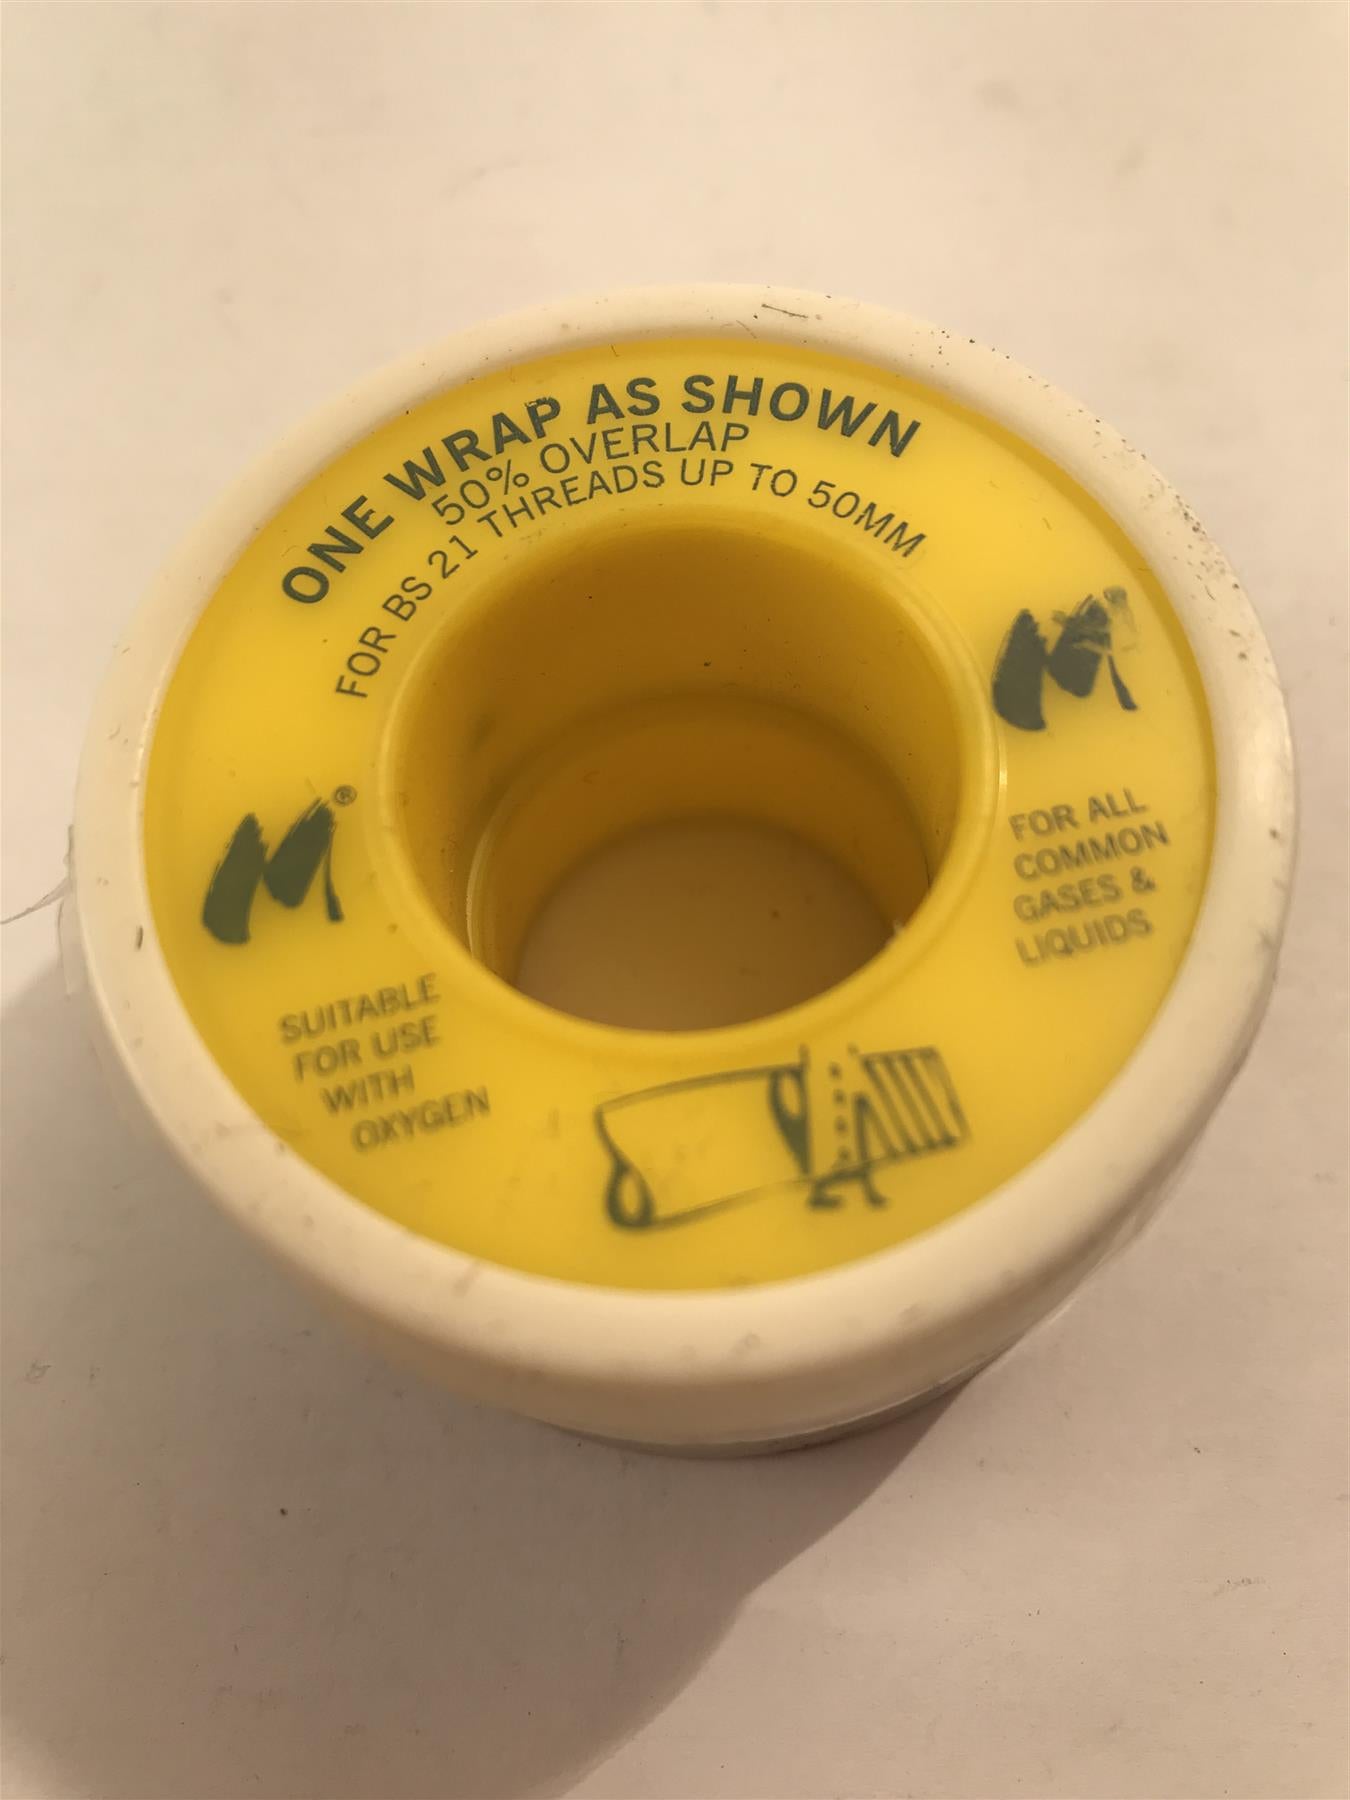 ONE WRAP AS SHOWN
50% OVERLAP
FOR BS 21 THREADS UP TO 50MM
M®
SUITABLE
FOR USE
WITH
OXYGEN
M
FOR ALL
COMMON
GASES &
LIQUIDS